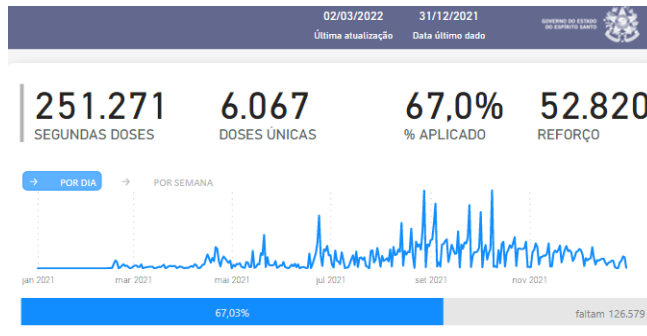 02/03/2022 31/12/2021
Última atualização Data último dado
GOVERNO DO ESTADO
DO ESPÍRITO SANTO
251.271 6.067 67,0% 52.820
SEGUNDAS DOSES DOSES ÚNICAS % APLICADO REFORÇO
→ POR DIA → POR SEMANA
jan 2021 mar 2021 mai 2021 jul 2021 set 2021 nov 2021
67,03% faltam 126.579